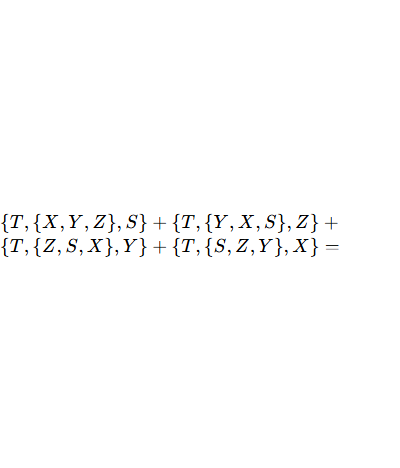 {T, {X, Y, Z}, S} + {T, {Y, X, S}, Z} +
{T, {Z, S, X}, Y} + {T, {S, Z, Y}, X} =